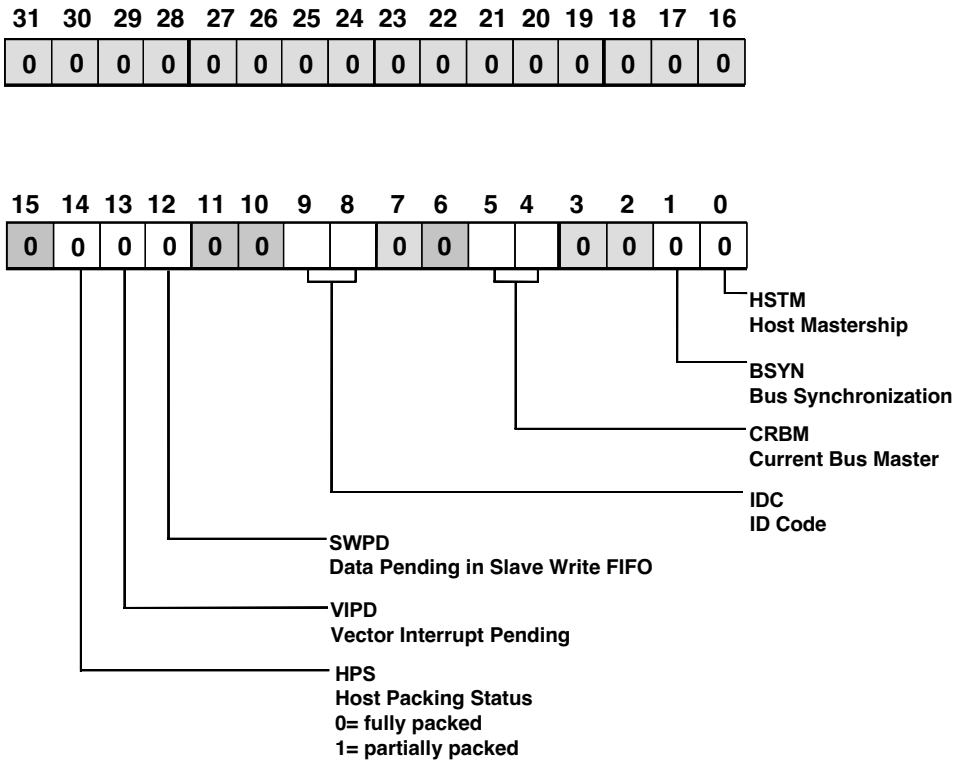 31 30 29 28 27 26 25 24 23 22 21 20 19 18 17 16
0 0 0 0 0 0 0 0 0 0 0 0 0 0 0 0
15 14 13 12 11 10 9 8 7 6 5 4 3 2 1 0
0 0 0 0 0 0 0 0 0 0 0 0
HSTM
Host Mastership
BSYN
Bus Synchronization
CRBM
Current Bus Master
IDC
ID Code
SWPD
Data Pending in Slave Write FIFO
VIPD
Vector Interrupt Pending
HPS
Host Packing Status
0= fully packed
1= partially packed